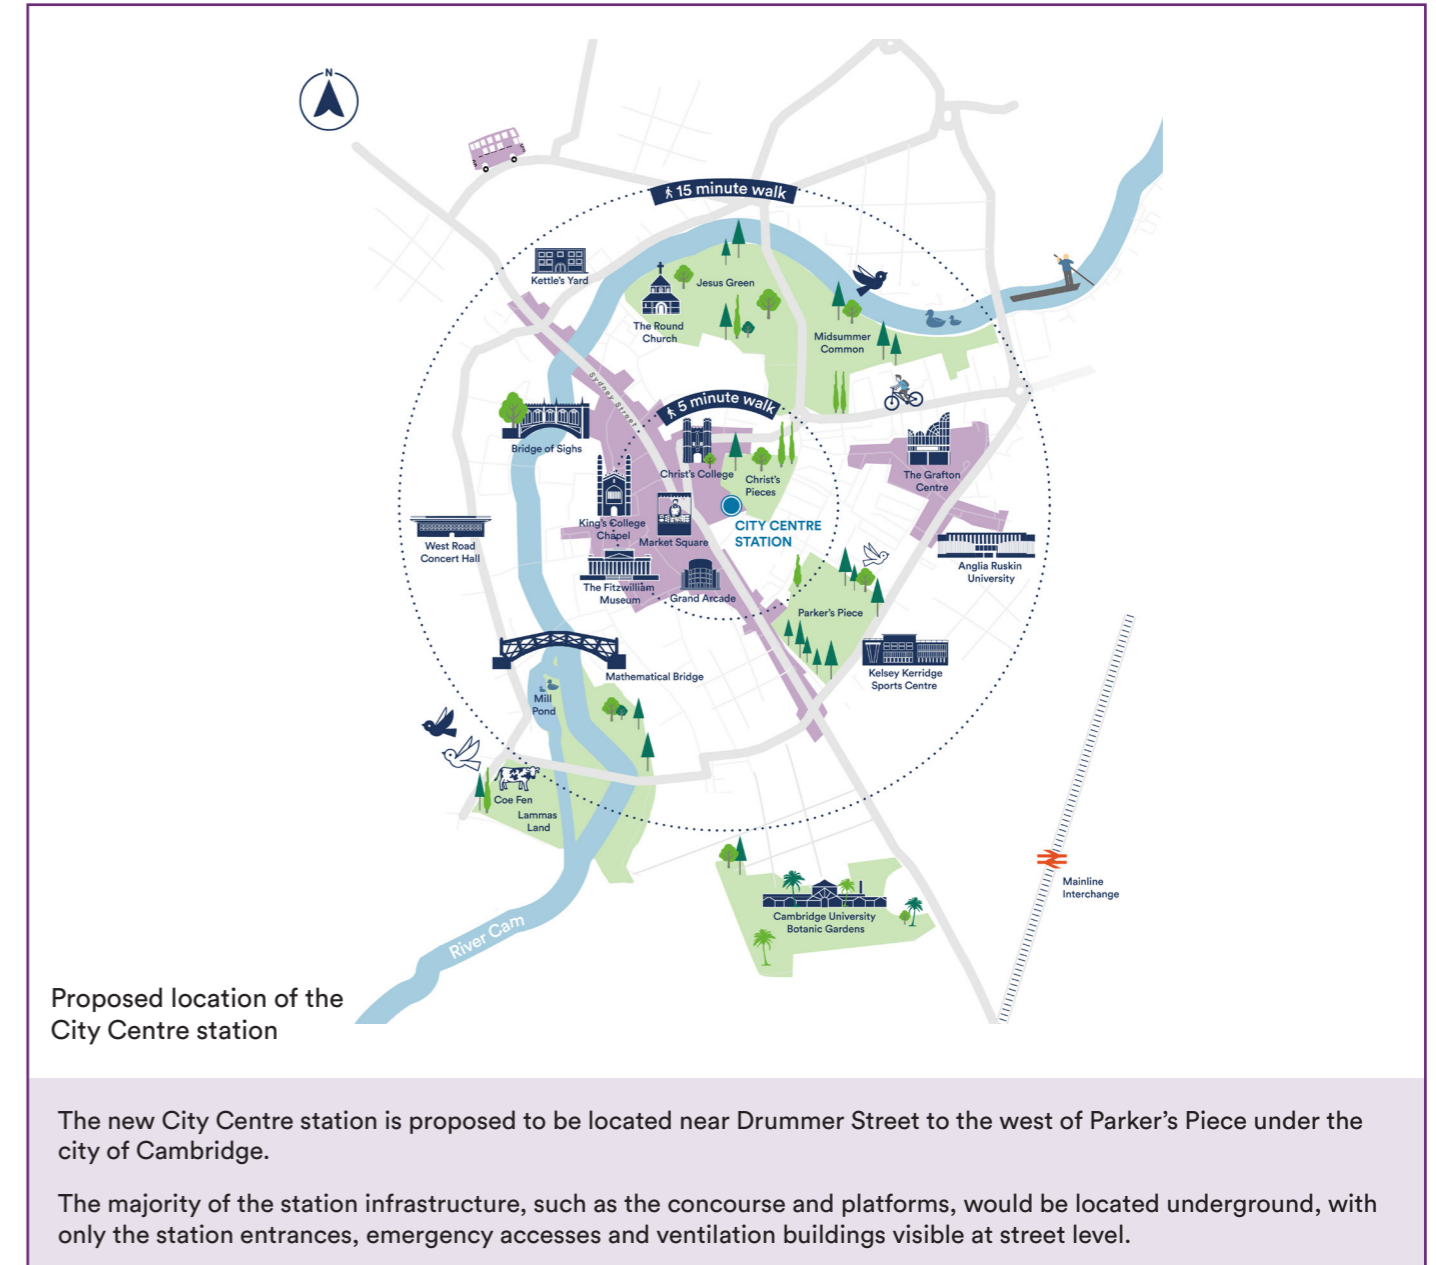 N
15 minute walk
Kettle's Yard
Jesus Green
The Round
Church
Midsummer
Common
Sydney Street
5 minute walk
Bridge of Sighs
Christ's College
Christ's
Pieces
The Grafton
Centre
King's College
Chapel
Market Square
CITY CENTRE
STATION
West Road
Concert Hall
Anglia Ruskin
University
The Fitzwilliam
Museum
Grand Arcade
Parker's Piece
Mathematical Bridge
Kelsey Kerridge
Sports Centre
Mill
Pond
Coe Fen
Lammas
Land
Mainline
Interchange
Cambridge University
Botanic Gardens
River Cam
Proposed location of the
City Centre station
The new City Centre station is proposed to be located near Drummer Street to the west of Parker’s Piece under the
city of Cambridge.
The majority of the station infrastructure, such as the concourse and platforms, would be located underground, with
only the station entrances, emergency accesses and ventilation buildings visible at street level.